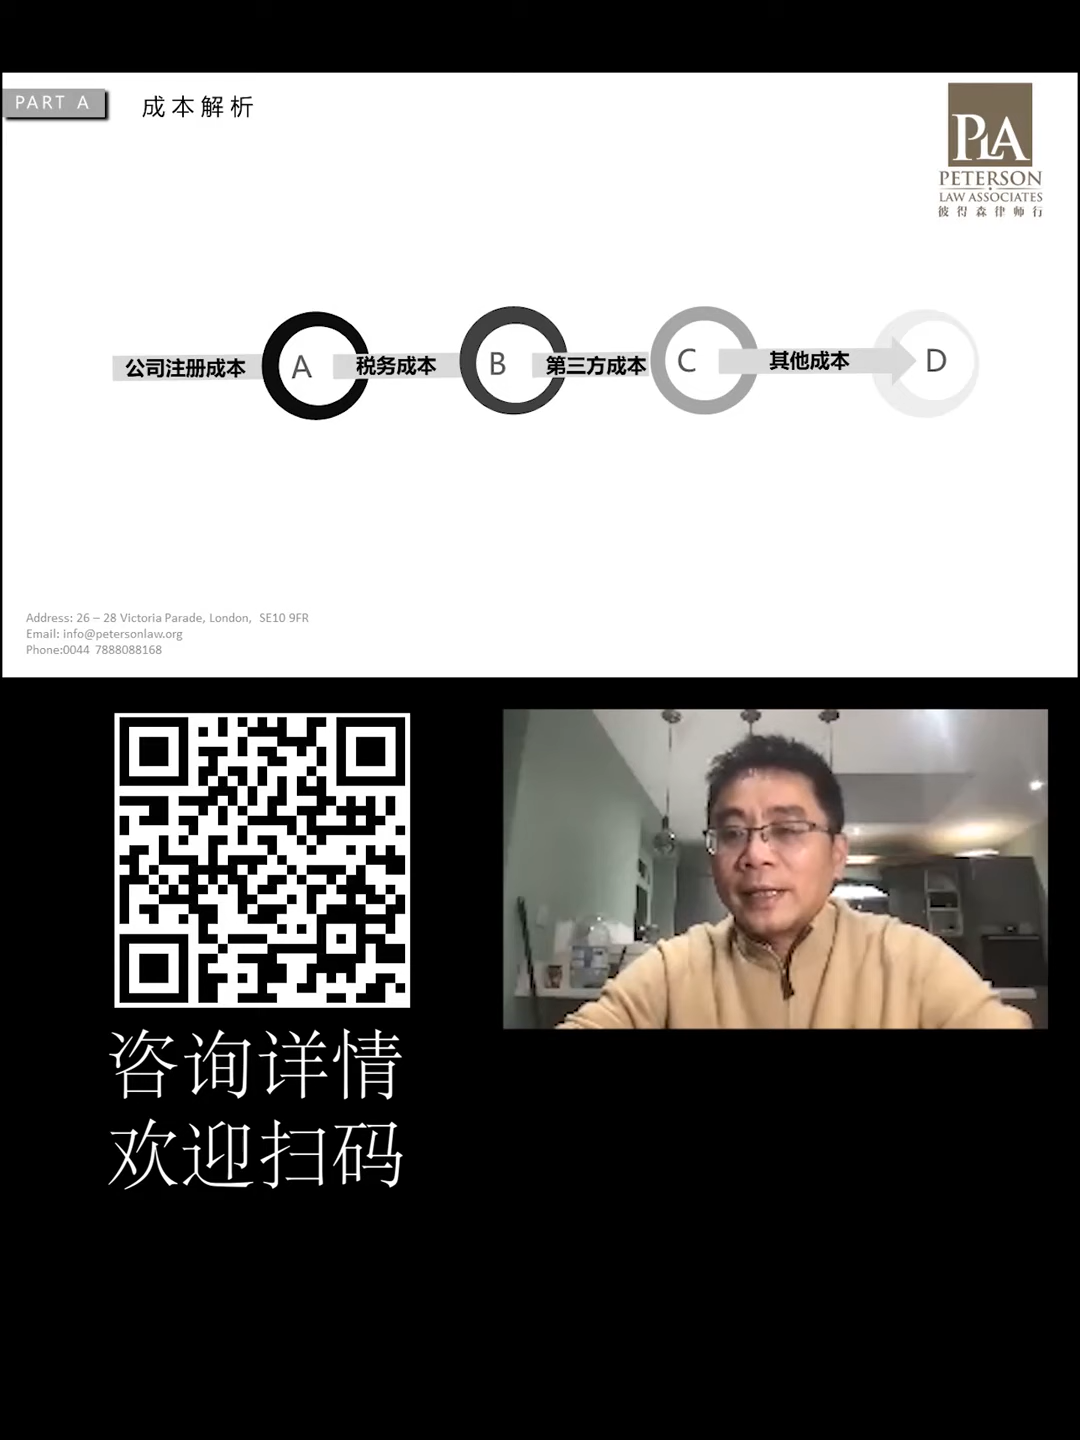 PART A
成本解析
PLA
PETERSON
LAW ASSOCIATES
彼得森律师行
公司注册成本
A
税务成本
B
第三方成本
C
其他成本
D
Address: 26 – 28 Victoria Parade, London, SE10 9FR
Email: info@petersonlaw.org
Phone:0044 7888088168
咨询详情
欢迎扫码